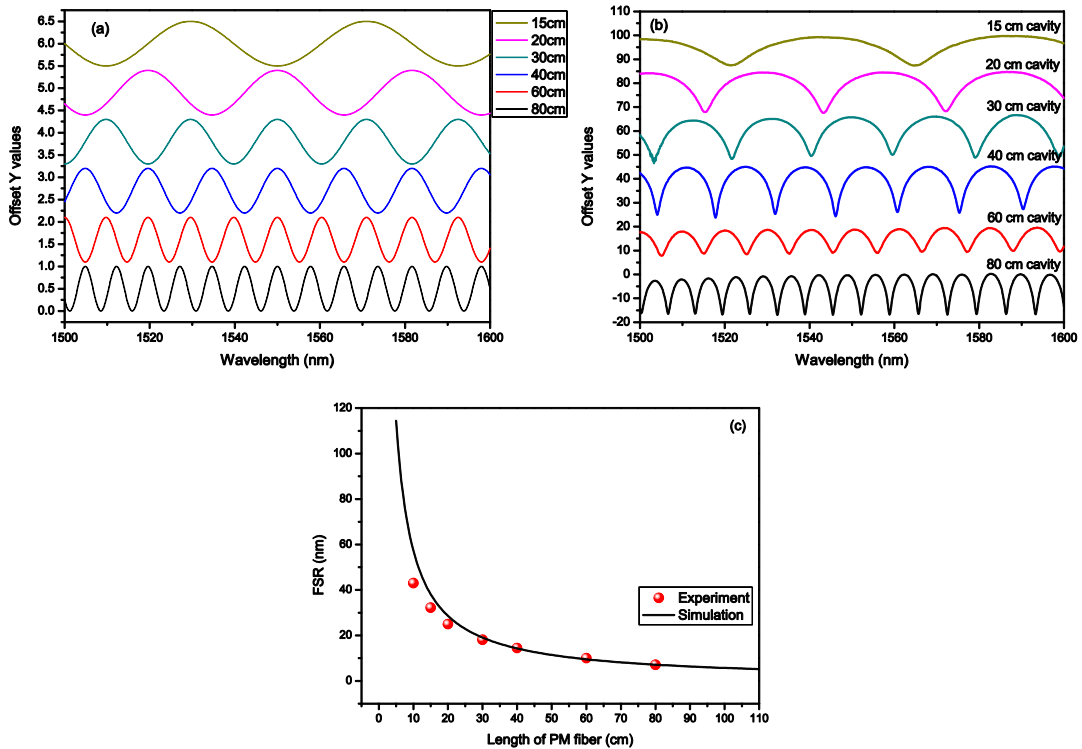 (a)
6.5
6.0
5.5
5.0
4.5
4.0
3.5
3.0
2.5
2.0
1.5
1.0
0.5
0.0
Offset Y values
1500
1520
1540
1560
1580
1600
Wavelength (nm)
15cm
20cm
30cm
40cm
60cm
80cm
(b)
110
100
90
80
70
60
50
40
30
20
10
0
-10
-20
Offset Y values
15 cm cavity
20 cm cavity
30 cm cavity
40 cm cavity
60 cm cavity
80 cm cavity
1500
1520
1540
1560
1580
1600
Wavelength (nm)
(c)
120
100
80
60
40
20
0
FSR (nm)
Experiment
Simulation
0
10
20
30
40
50
60
70
80
90
100
110
Length of PM fiber (cm)